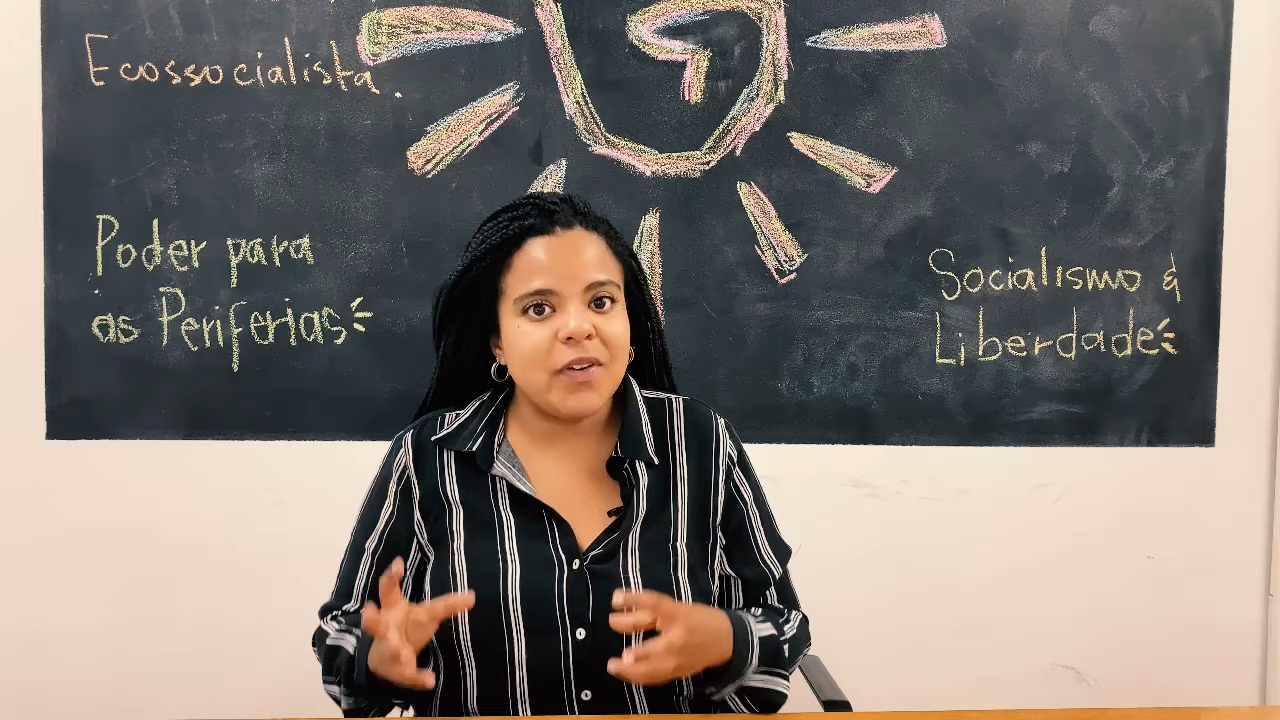 Ecossocialista.
Poder para
as Periferias
Socialismo &
Liberdade